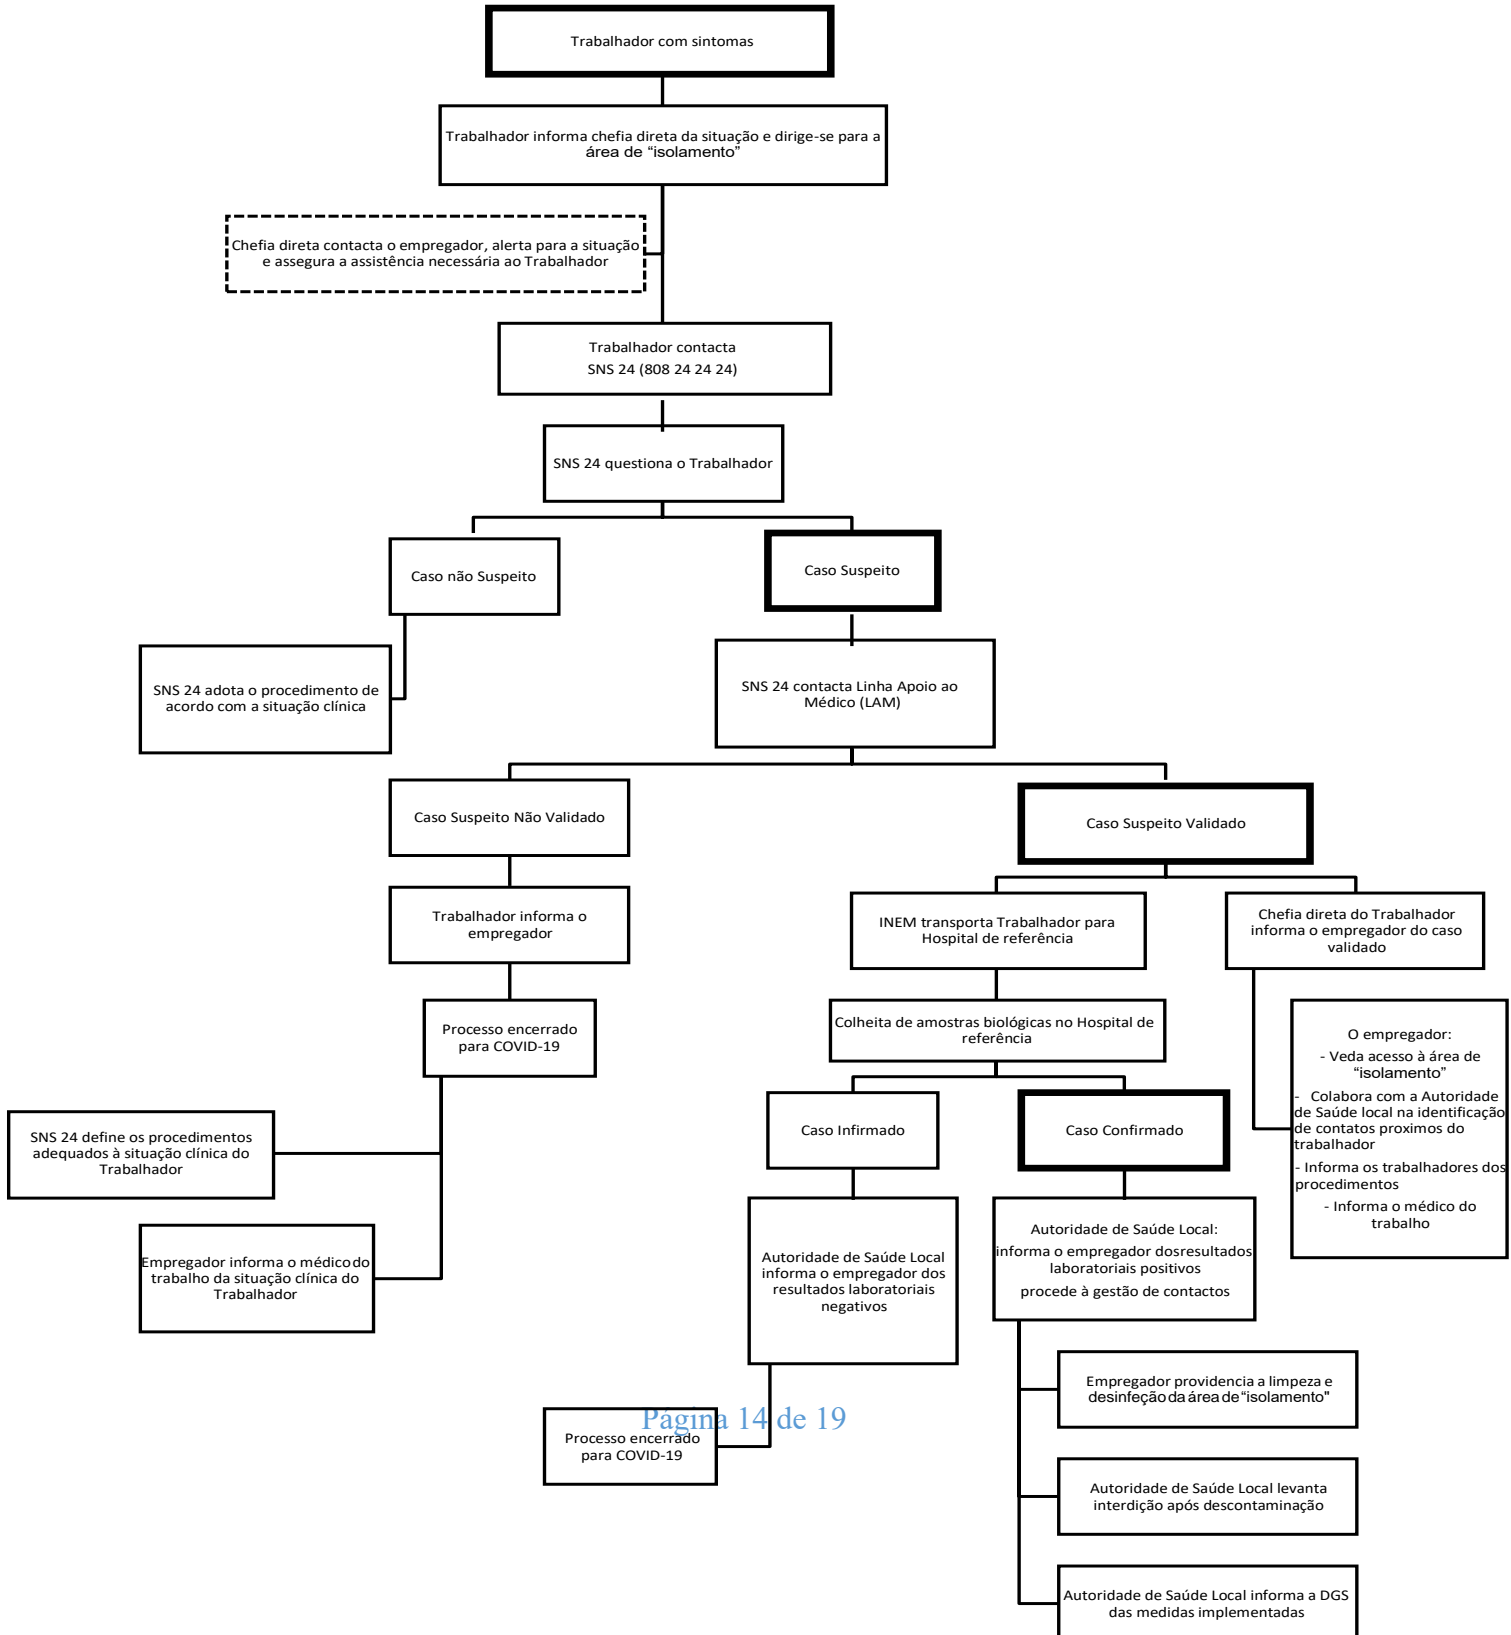 Trabalhador com sintomas
Trabalhador informa chefia direta da situação e dirige-se para a
área de “isolamento”
Chefia direta contacta o empregador, alerta para a situação
e assegura a assistência necessária ao Trabalhador
Trabalhador contacta
SNS 24 (808 24 24 24)
SNS 24 questiona o Trabalhador
Caso não Suspeito
Caso Suspeito
SNS 24 adota o procedimento de
acordo com a situação clínica
SNS 24 contacta Linha Apoio ao
Médico (LAM)
Caso Suspeito Não Validado
Caso Suspeito Validado
Trabalhador informa o
empregador
INEM transporta Trabalhador para
Hospital de referência
Chefia direta do Trabalhador
informa o empregador do caso
validado
Processo encerrado
para COVID-19
Colheita de amostras biológicas no Hospital de
referência
O empregador:
- Veda acesso à área de
“isolamento”
- Colabora com a Autoridade
de Saúde local na identificação
de contatos proximos do
trabalhador
- Informa os trabalhadores dos
procedimentos
- Informa o médico do
trabalho
SNS 24 define os procedimentos
adequados à situação clínica do
Trabalhador
Caso Infirmado
Caso Confirmado
Empregador informa o médico do
trabalho da situação clínica do
Trabalhador
Autoridade de Saúde Local
informa o empregador dos
resultados laboratoriais
negativos
Autoridade de Saúde Local:
informa o empregador dosresultados
laboratoriais positivos
procede à gestão de contactos
Empregador providencia a limpeza e
desinfeção da área de “isolamento"
Página 14 de 19
Processo encerrado
para COVID-19
Autoridade de Saúde Local levanta
interdição após descontaminação
Autoridade de Saúde Local informa a DGS
das medidas implementadas